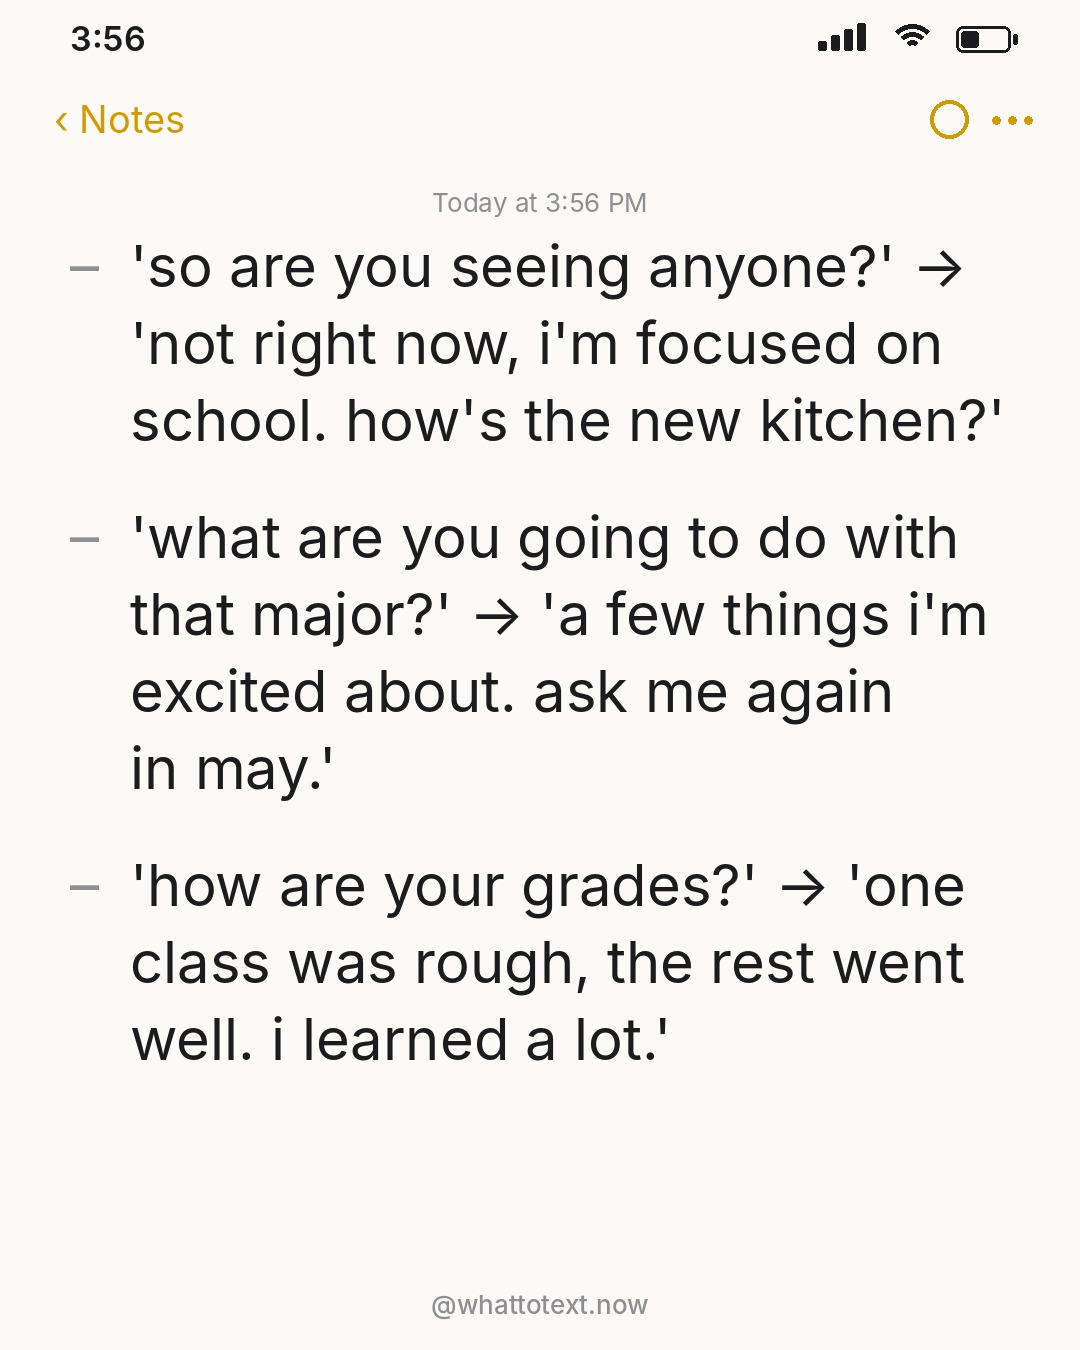 3:56
‹ Notes
Today at 3:56 PM
– 'so are you seeing anyone?' →
'not right now, i'm focused on
school. how's the new kitchen?'
– 'what are you going to do with
that major?' → 'a few things i'm
excited about. ask me again
in may.'
– 'how are your grades?' → 'one
class was rough, the rest went
well. i learned a lot.'
@whattotext.now